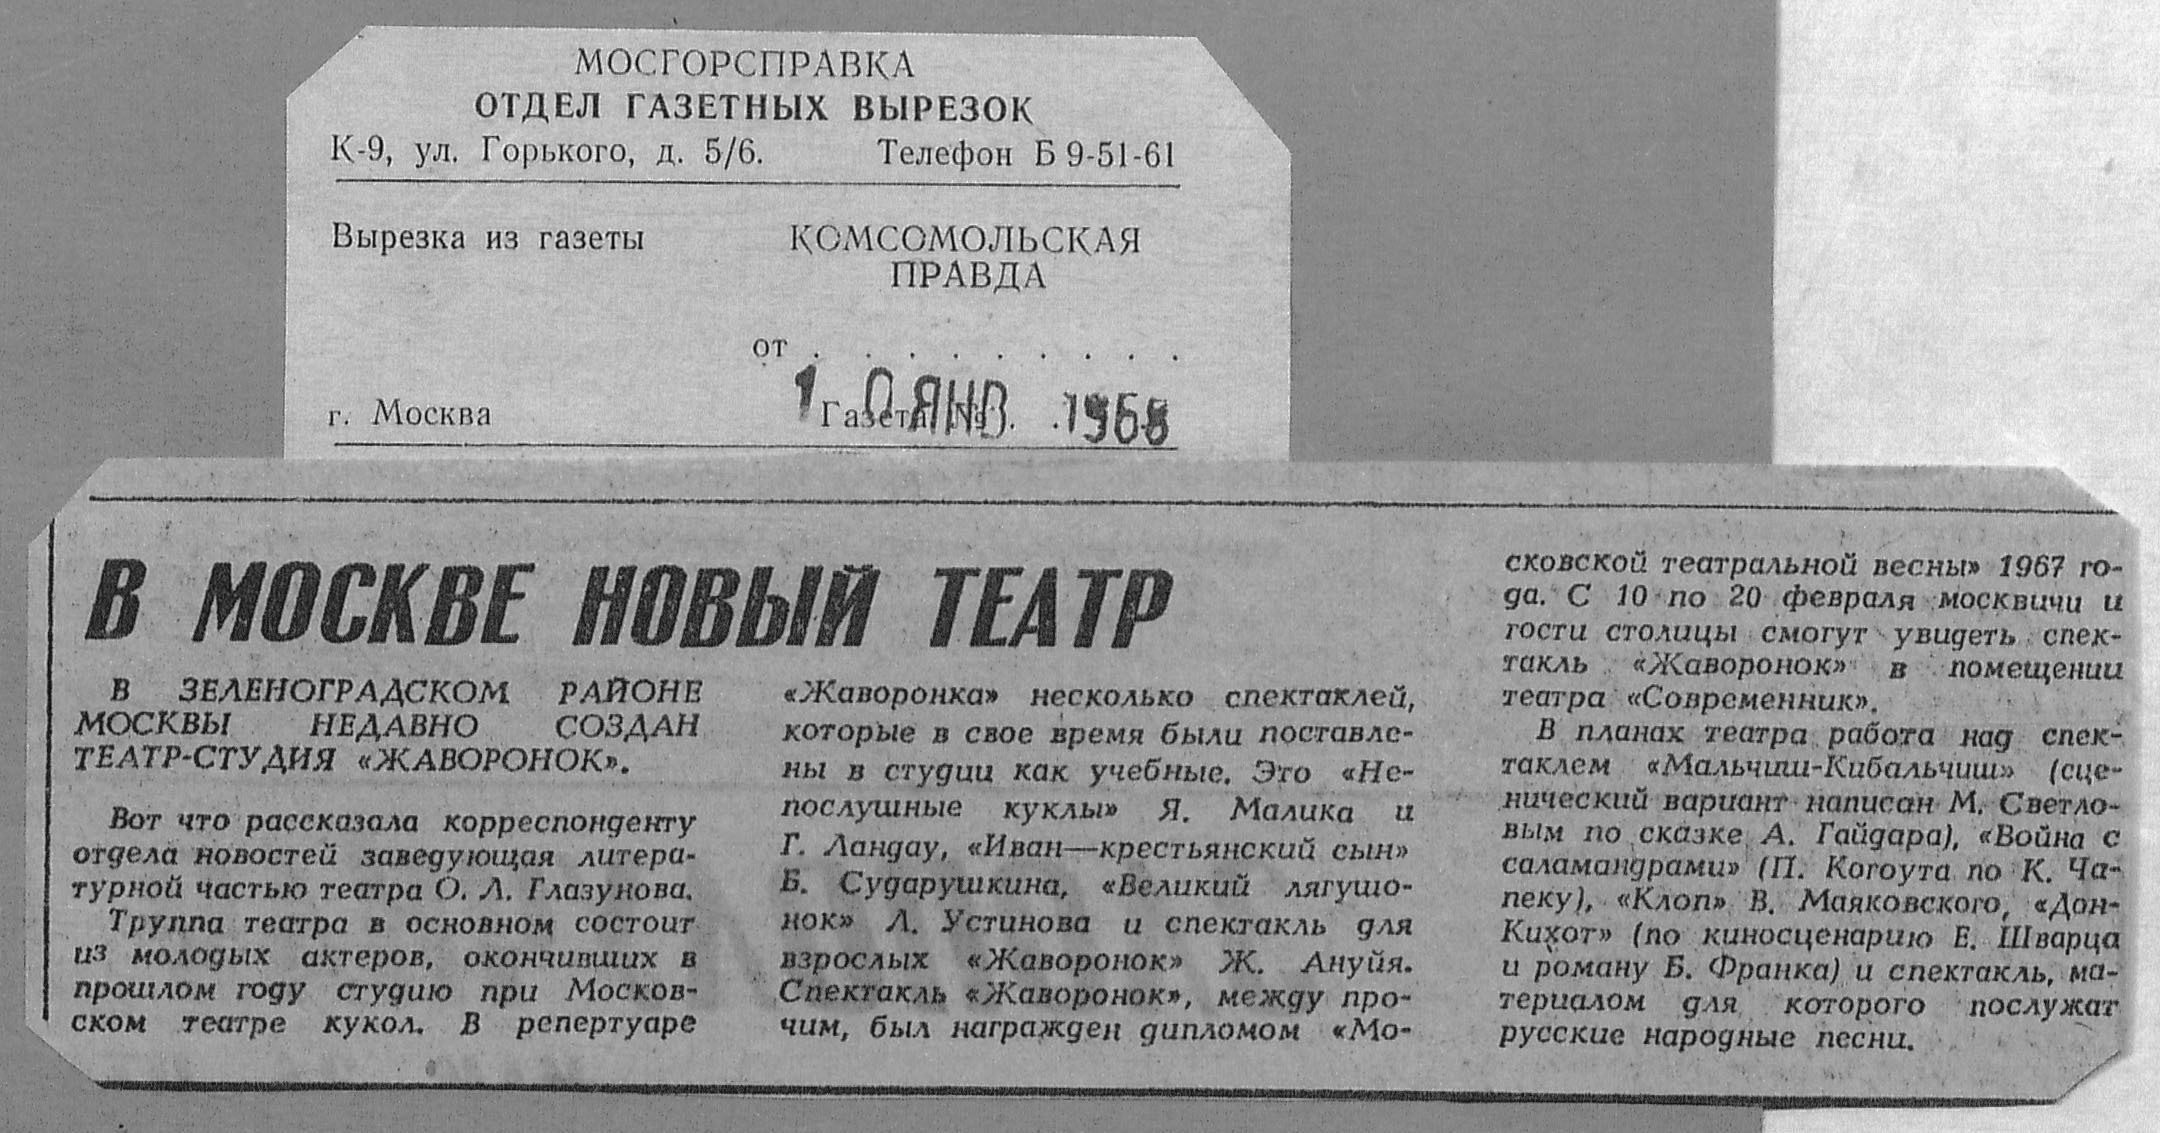 МОСГОРСПРАВКА
ОТДЕЛ ГАЗЕТНЫХ ВЫРЕЗОК
К-9, ул. Горького, д. 5/6. Телефон Б 9-51-61
Вырезка из газеты КОМСОМОЛЬСКАЯ
ПРАВДА
от . . . . . . . . .
1 0 ЯНВ 1968
г. Москва Газета № . .
В МОСКВЕ НОВЫЙ ТЕАТР
В ЗЕЛЕНОГРАДСКОМ РАЙОНЕ
МОСКВЫ НЕДАВНО СОЗДАН
ТЕАТР-СТУДИЯ «ЖАВОРОНОК».
Вот что рассказала корреспонденту
отдела новостей заведующая литера-
турной частью театра О. Л. Глазунова.
Труппа театра в основном состоит
из молодых актеров, окончивших в
прошлом году студию при Москов-
ском театре кукол. В репертуаре
«Жаворонка» несколько спектаклей,
которые в свое время были поставле-
ны в студии как учебные. Это «Не-
послушные куклы» Я. Малика и
Г. Ландау, «Иван—крестьянский сын»
Б. Сударушкина, «Великий лягушо-
нок» Л. Устинова и спектакль для
взрослых «Жаворонок» Ж. Ануйя.
Спектакль «Жаворонок», между про-
чим, был награжден дипломом «Мо-
сковской театральной весны» 1967 го-
да. С 10 по 20 февраля москвичи и
гости столицы смогут увидеть спек-
такль «Жаворонок» в помещении
театра «Современник».
В планах театра работа над спек-
таклем «Мальчиш-Кибальчиш» (сце-
нический вариант написан М. Светло-
вым по сказке А. Гайдара), «Война с
саламандрами» (П. Когоута по К. Ча-
пеку), «Клоп» В. Маяковского, «Дон-
Кихот» (по киносценарию Е. Шварца
и роману Б. Франка) и спектакль, ма-
териалом для которого послужат
русские народные песни.